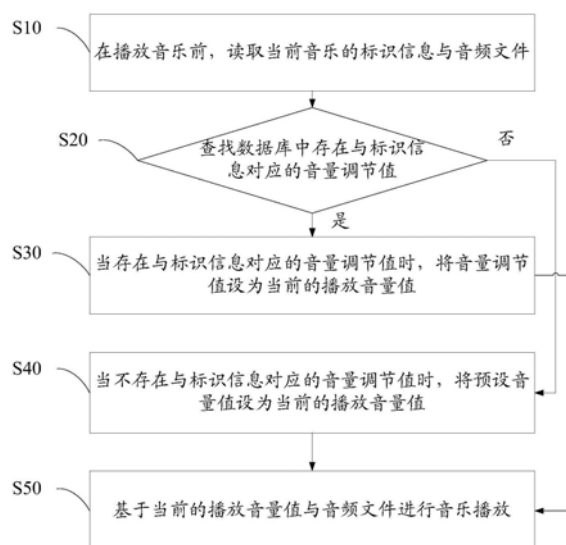 S10
在播放音乐前，读取当前音乐的标识信息与音频文件
S20
查找数据库中存在与标识信
息对应的音量调节值
否
是
S30
当存在与标识信息对应的音量调节值时，将音量调节
值设为当前的播放音量值
S40
当不存在与标识信息对应的音量调节值时，将预设音
量值设为当前的播放音量值
S50
基于当前的播放音量值与音频文件进行音乐播放